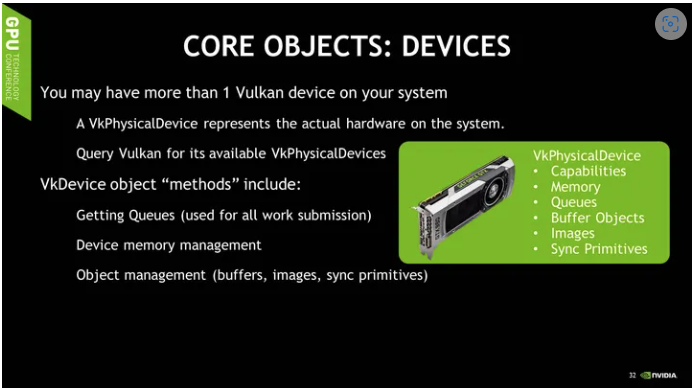 GPU TECHNOLOGY CONFERENCE
CORE OBJECTS: DEVICES
You may have more than 1 Vulkan device on your system
A VkPhysicalDevice represents the actual hardware on the system.
Query Vulkan for its available VkPhysicalDevices
VkDevice object “methods” include:
Getting Queues (used for all work submission)
Device memory management
Object management (buffers, images, sync primitives)
VkPhysicalDevice
• Capabilities
• Memory
• Queues
• Buffer Objects
• Images
• Sync Primitives
GEFORCE GTX
32 NVIDIA